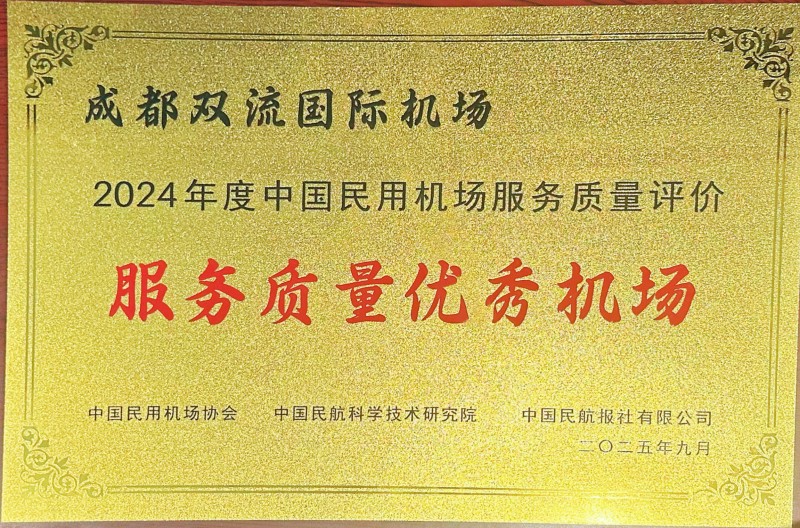 成都双流国际机场
2024年度中国民用机场服务质量评价
服务质量优秀机场
中国民用机场协会 中国民航科学技术研究院 中国民航报社有限公司
二〇二五年九月